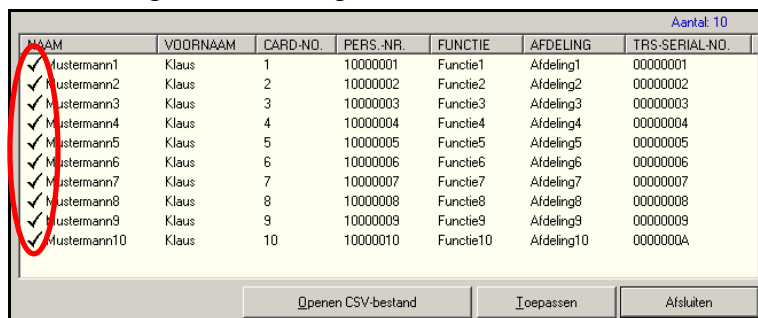 Aantal: 10
NAAM VOORNAAM CARD-NO. PERS.-NR. FUNCTIE AFDELING TRS-SERIAL-NO.
Mustermann1 Klaus 1 10000001 Functie1 Afdeling1 00000001
Mustermann2 Klaus 2 10000002 Functie2 Afdeling2 00000002
Mustermann3 Klaus 3 10000003 Functie3 Afdeling3 00000003
Mustermann4 Klaus 4 10000004 Functie4 Afdeling4 00000004
Mustermann5 Klaus 5 10000005 Functie5 Afdeling5 00000005
Mustermann6 Klaus 6 10000006 Functie6 Afdeling6 00000006
Mustermann7 Klaus 7 10000007 Functie7 Afdeling7 00000007
Mustermann8 Klaus 8 10000008 Functie8 Afdeling8 00000008
Mustermann9 Klaus 9 10000009 Functie9 Afdeling9 00000009
Mustermann10 Klaus 10 10000010 Functie10 Afdeling10 0000000A
Openen CSV-bestand Toepassen Afsluiten